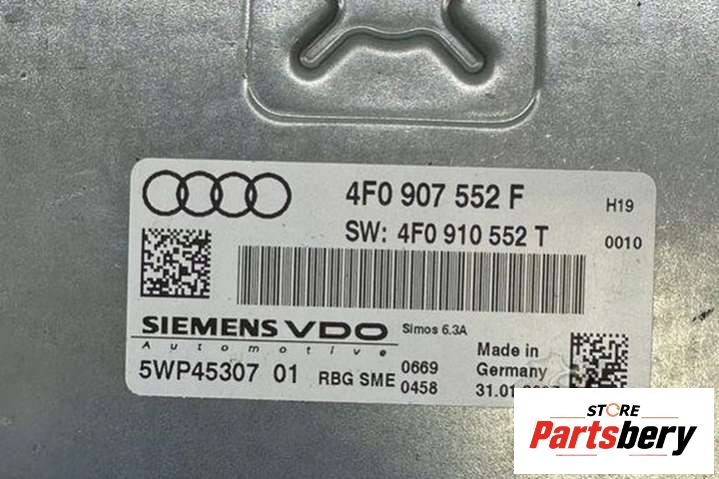 4F0 907 552 F
H19
SW: 4F0 910 552 T
0010
SIEMENS VDO
Automotive
Simos 6.3A
5WP45307 01
RBG SME
0669
0458
Made in
Germany
STORE
Partsbery